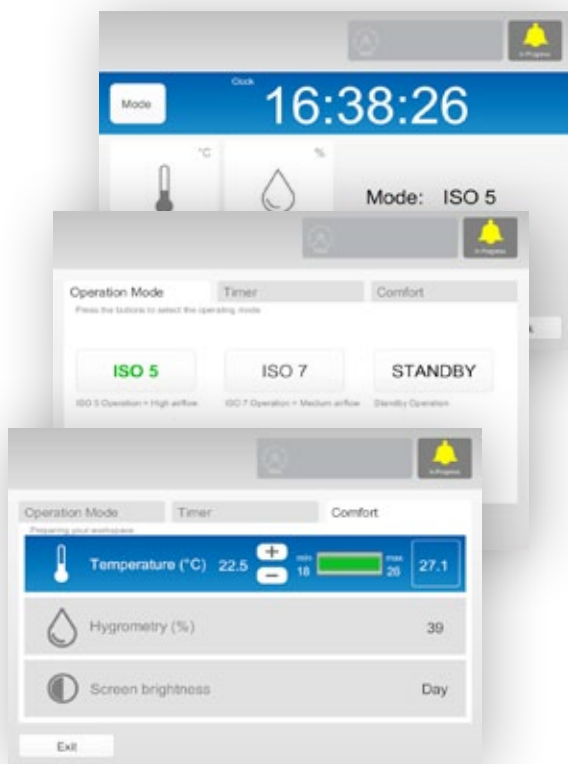 In Progress
Clock
Mode
16:38:26
°C
%
Mode: ISO 5
In Progress
Operation Mode
Timer
Comfort
Press the buttons to select the operating mode
ISO 5
ISO 7
STANDBY
ISO 5 Operation = High airflow
ISO 7 Operation = Medium airflow
Standby Operation
In Progress
Operation Mode
Timer
Comfort
Preparing your workspace
Temperature (°C) 22.5 + − min 18 max 26 27.1
Hygrometry (%) 39
Screen brightness Day
Exit